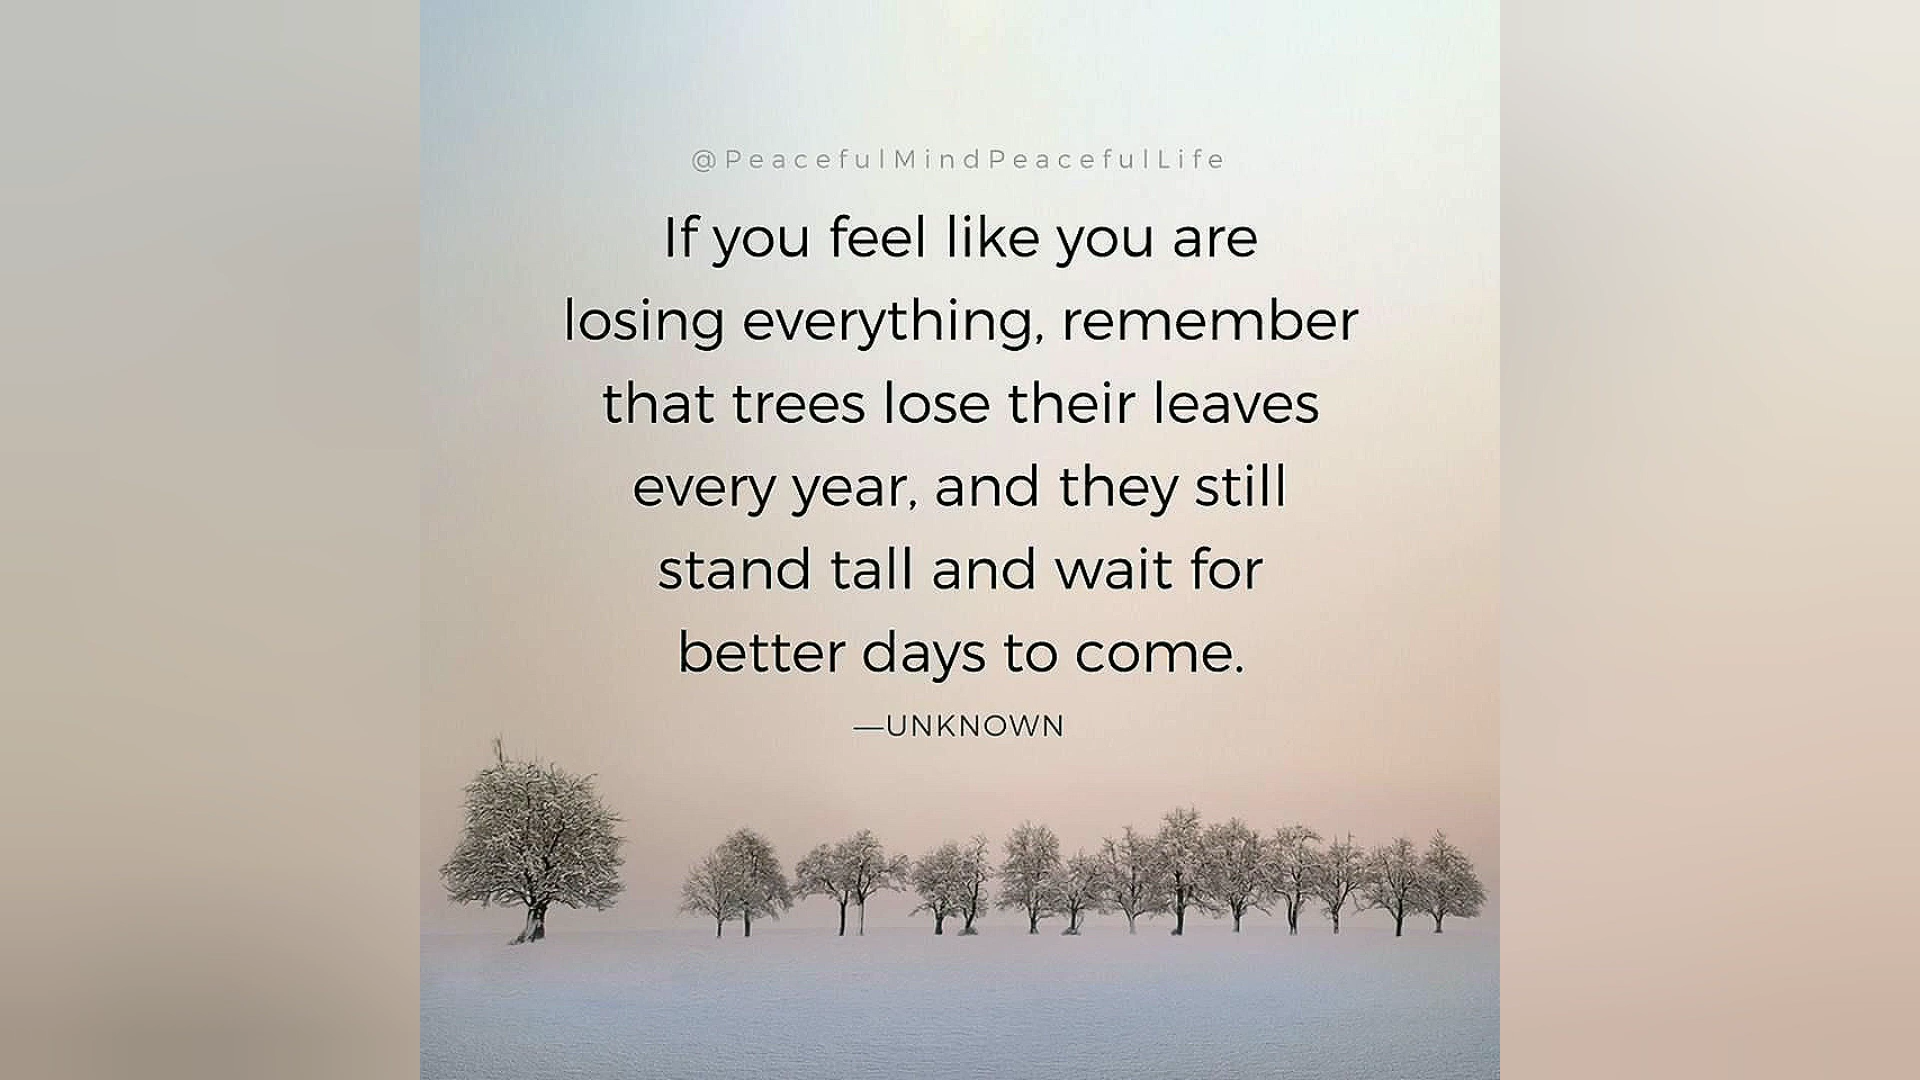 @PeacefulMindPeacefulLife
If you feel like you are
losing everything, remember
that trees lose their leaves
every year, and they still
stand tall and wait for
better days to come.
—UNKNOWN